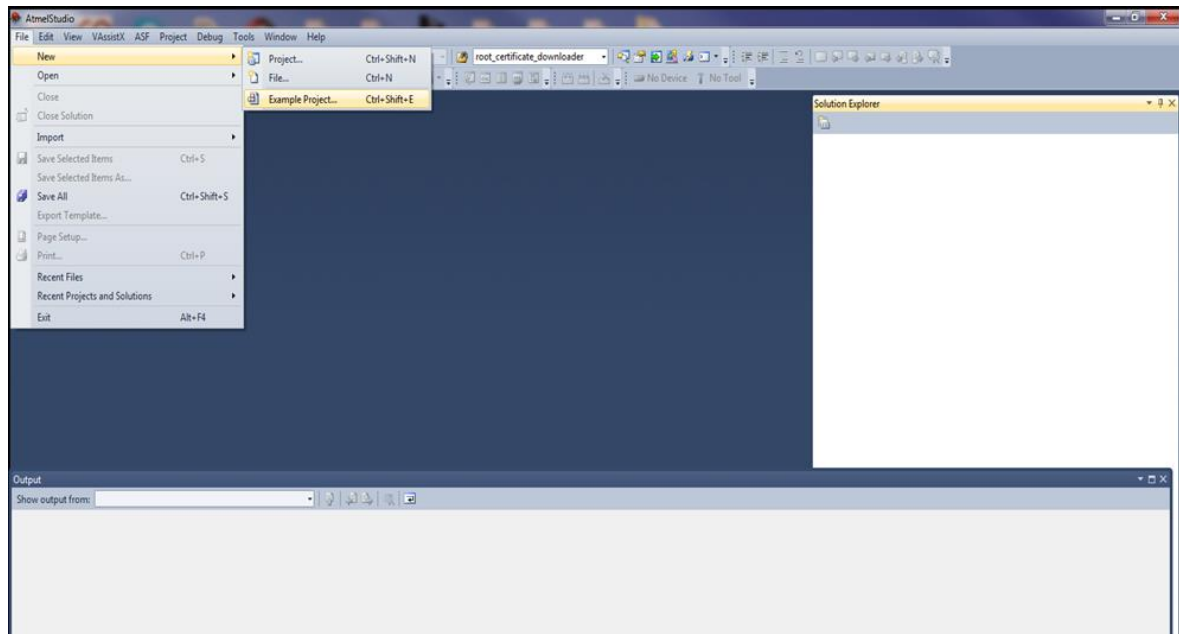 AtmelStudio
File Edit View VAssistX ASF Project Debug Tools Window Help
New
Project... Ctrl+Shift+N
root_certificate_downloader
Open
File... Ctrl+N
No Device No Tool
Close
Example Project... Ctrl+Shift+E
Solution Explorer
Close Solution
Import
Save Selected Items Ctrl+S
Save Selected Items As...
Save All Ctrl+Shift+S
Export Template...
Page Setup...
Print... Ctrl+P
Recent Files
Recent Projects and Solutions
Exit Alt+F4
Output
Show output from: